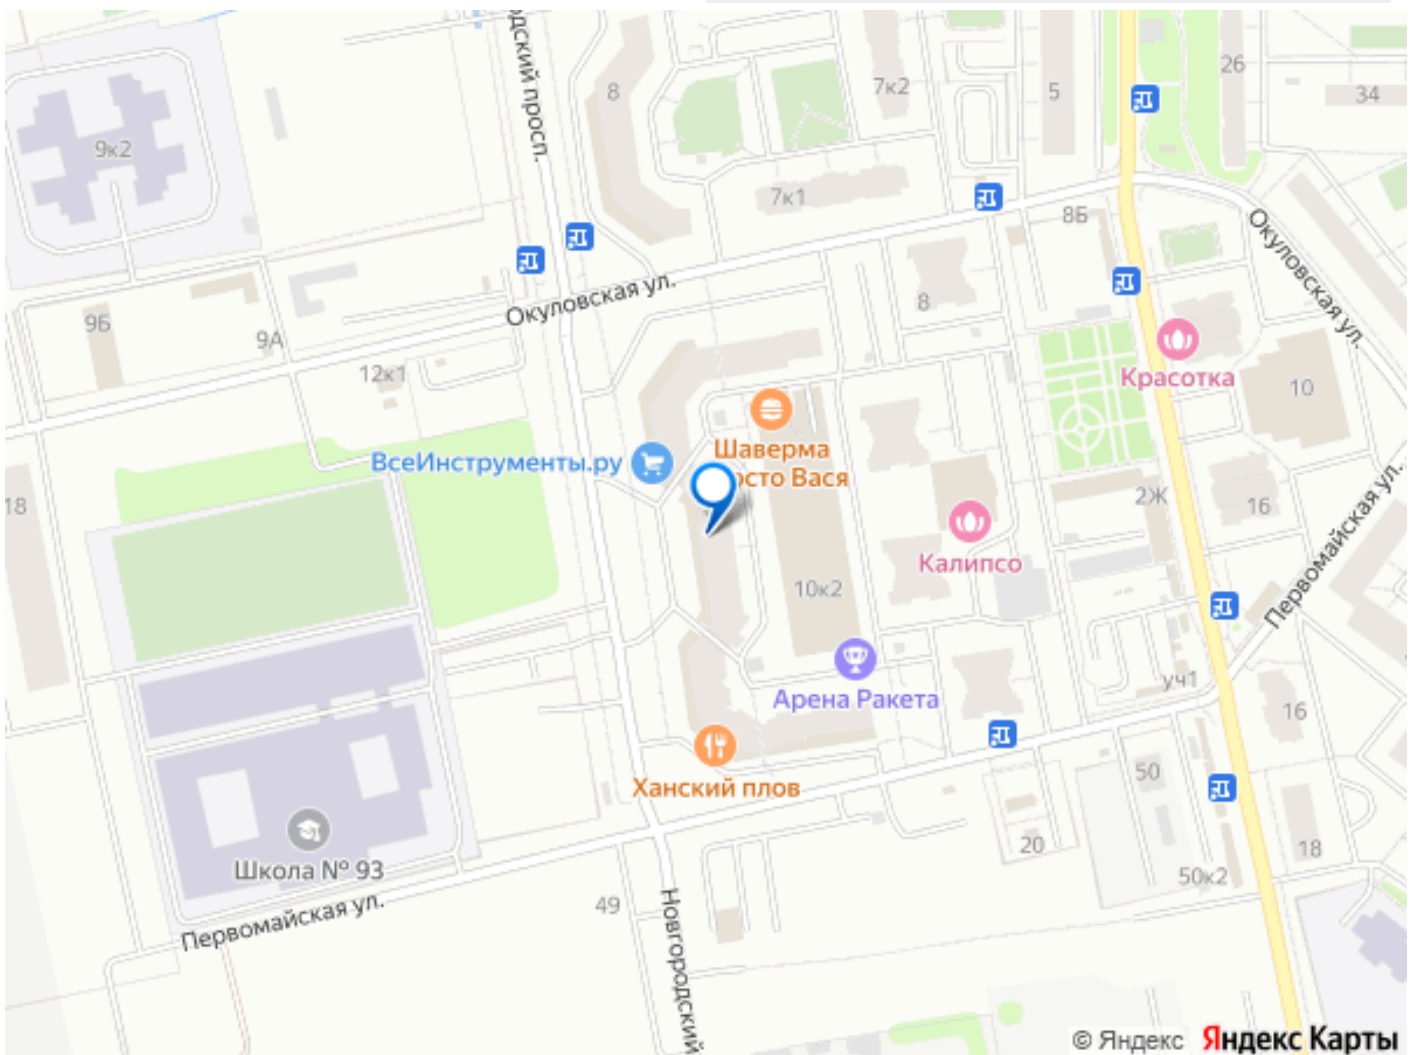 дский просп.
8
7к2
5
26
34
9к2
7к1
8Б
Окуловская ул.
Окуловская ул.
9Б
9А
8
12к1
Красотка
10
Шаверма
осто Вася
ВсеИнструменты.ру
18
2Ж
16
Калипсо
10к2
Первомайская ул.
уч1
Арена Ракета
16
50
Ханский плов
20
18
Школа № 93
50к2
49
Первомайская ул.
Новгородский
© Яндекс Яндекс Карты